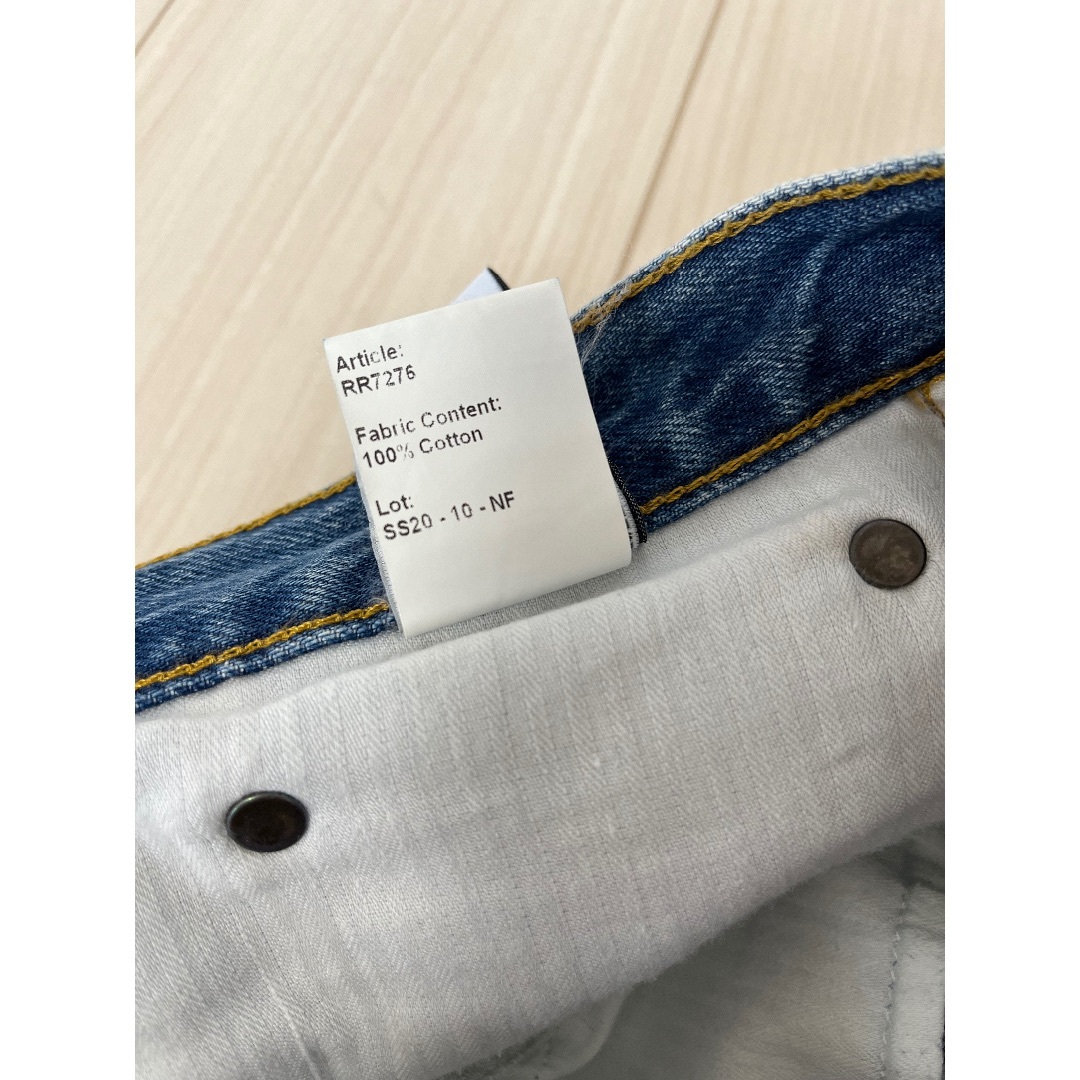 Article:
RR7276
Fabric Content:
100% Cotton
Lot:
SS20 - 10 - NF